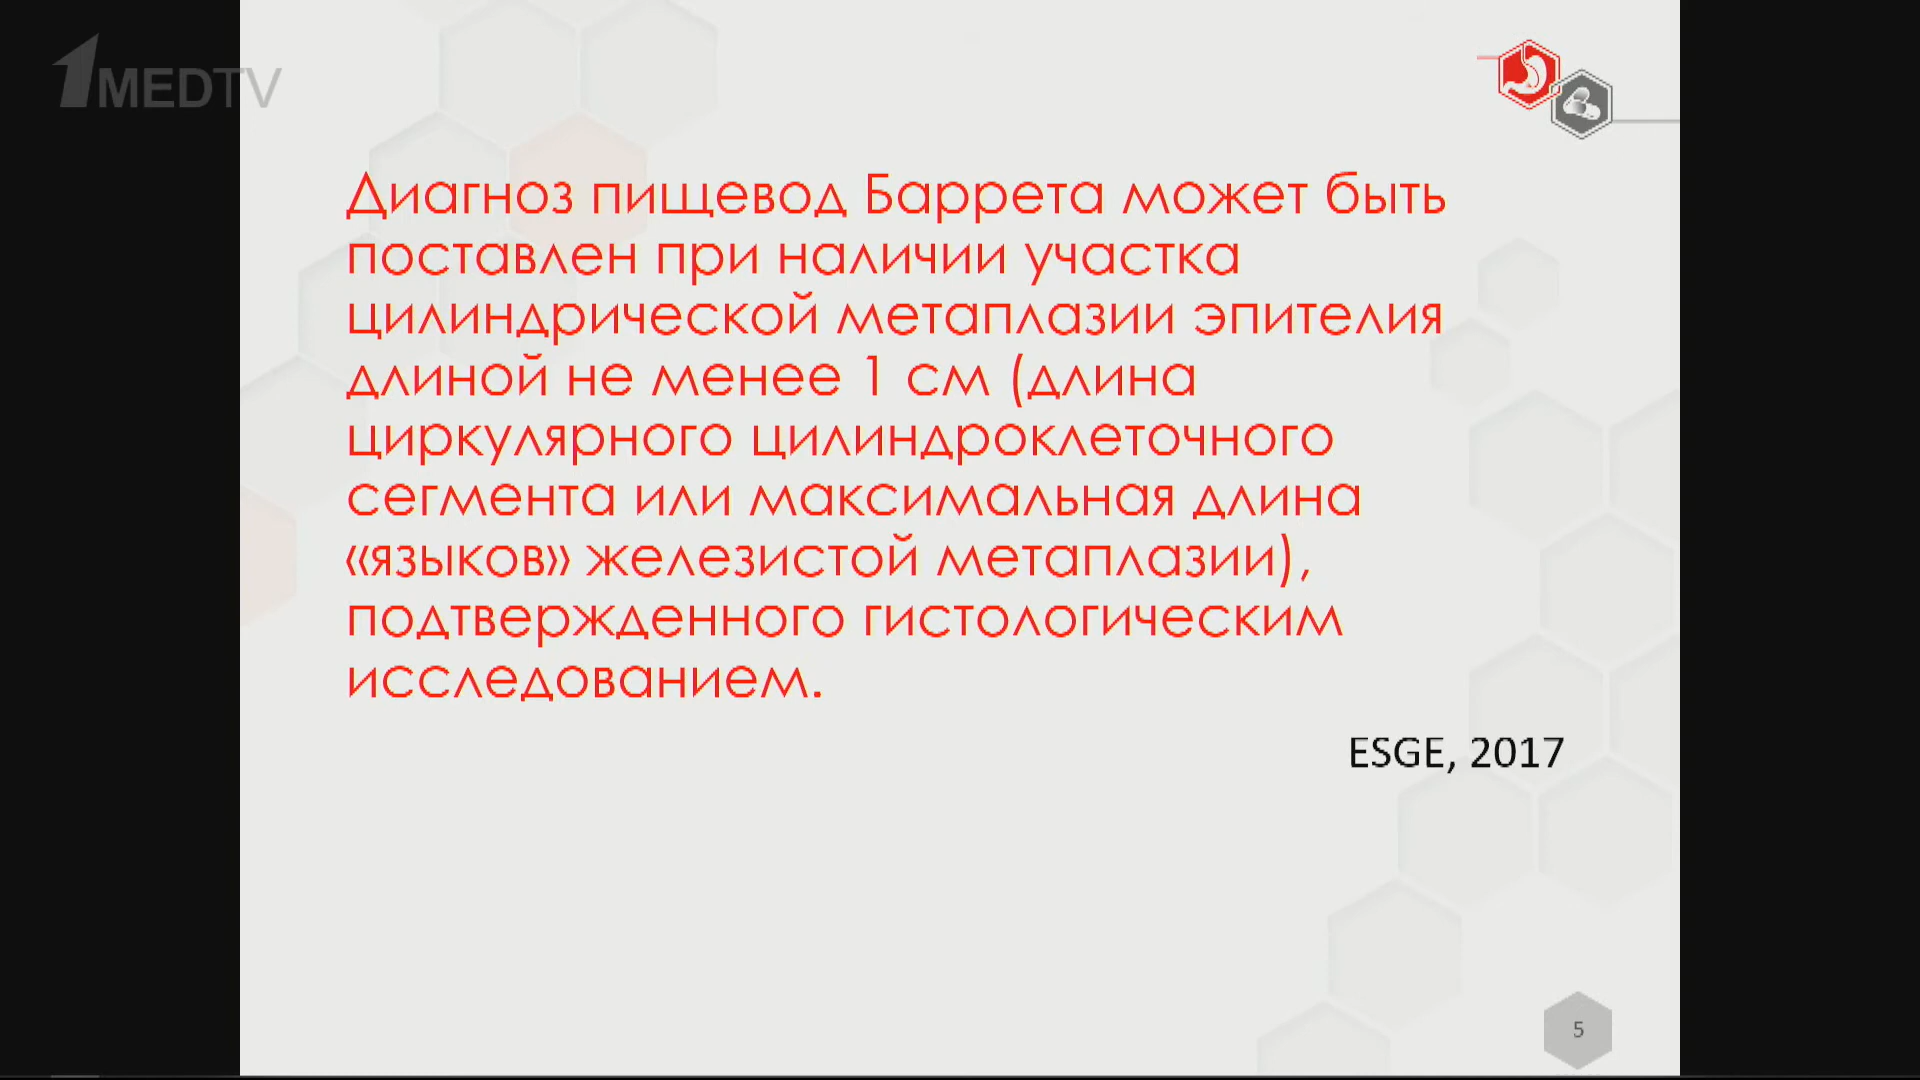 1MEDTV
Диагноз пищевод Баррета может быть
поставлен при наличии участка
цилиндрической метаплазии эпителия
длиной не менее 1 см (длина
циркулярного цилиндроклеточного
сегмента или максимальная длина
«языков» железистой метаплазии),
подтвержденного гистологическим
исследованием.
ESGE, 2017
5